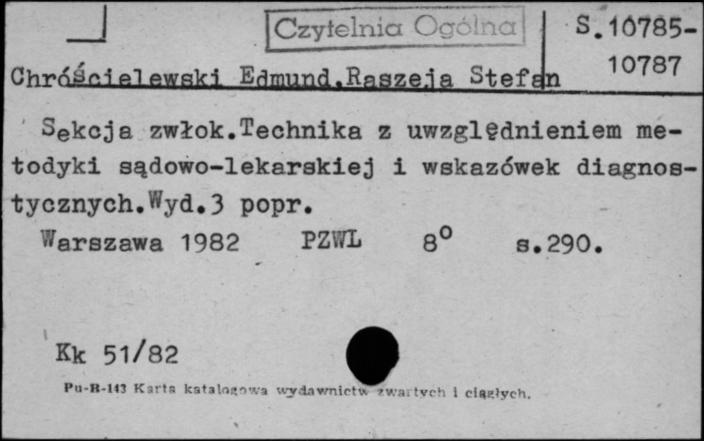 Czytelnia Ogólna
S.10785-
10787
Chróścielewski Edmund,Raszeja Stefan
Sekcja zwłok.Technika z uwzględnieniem me-
todyki sądowo-lekarskiej i wskazówek diagnos-
tycznych.Wyd.3 popr.
Warszawa 1982 PZWL 8° s.290.
Kk 51/82
Pu-B-143 Karta katalogowa wydawnictw zwartych i ciągłych.